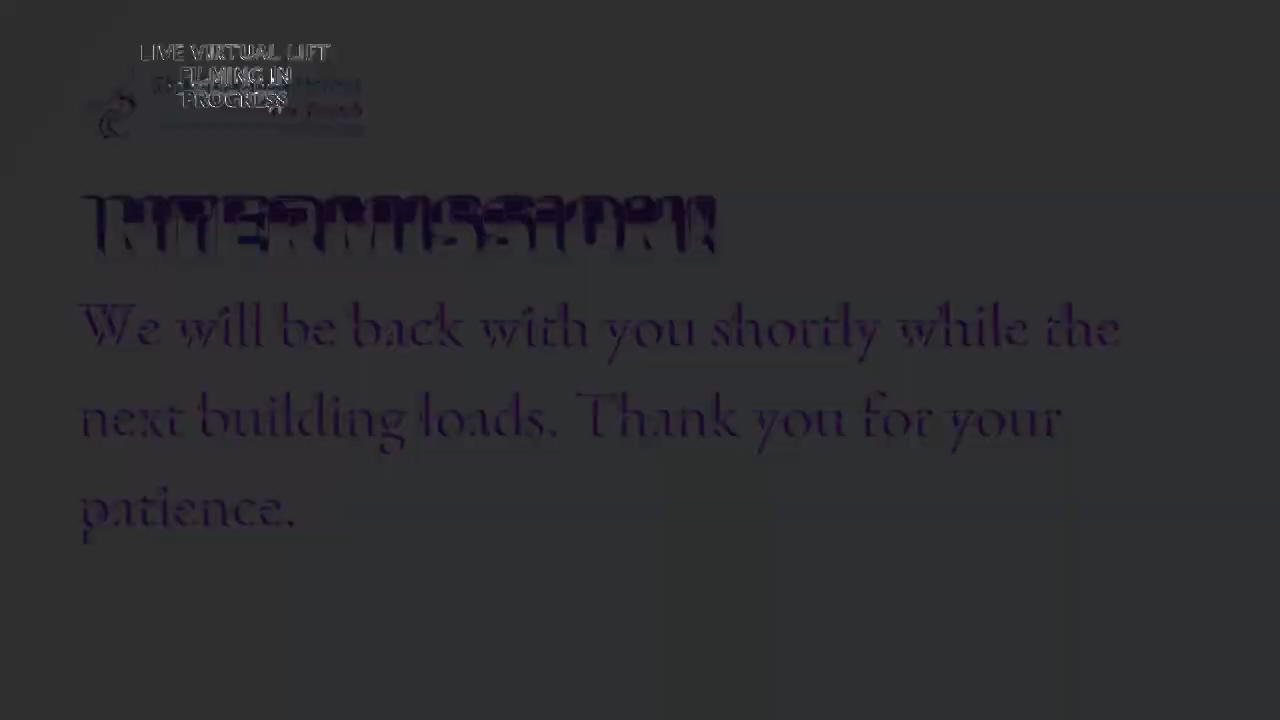 LIVE VIRTUAL LIFT
FILMING IN
PROGRESS
INTERMISSION!
We will be back with you shortly while the
next building loads. Thank you for your
patience.